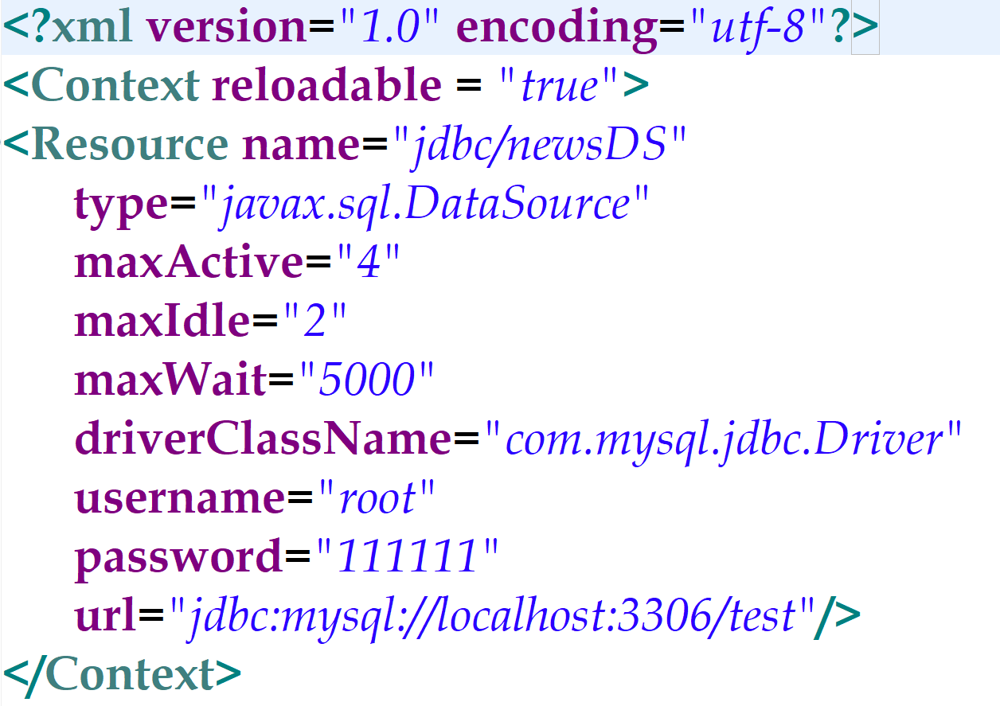 <?xml version="1.0" encoding="utf-8"?>
<Context reloadable = "true">
<Resource name="jdbc/newsDS"
type="javax.sql.DataSource"
maxActive="4"
maxIdle="2"
maxWait="5000"
driverClassName="com.mysql.jdbc.Driver"
username="root"
password="111111"
url="jdbc:mysql://localhost:3306/test"/>
</Context>